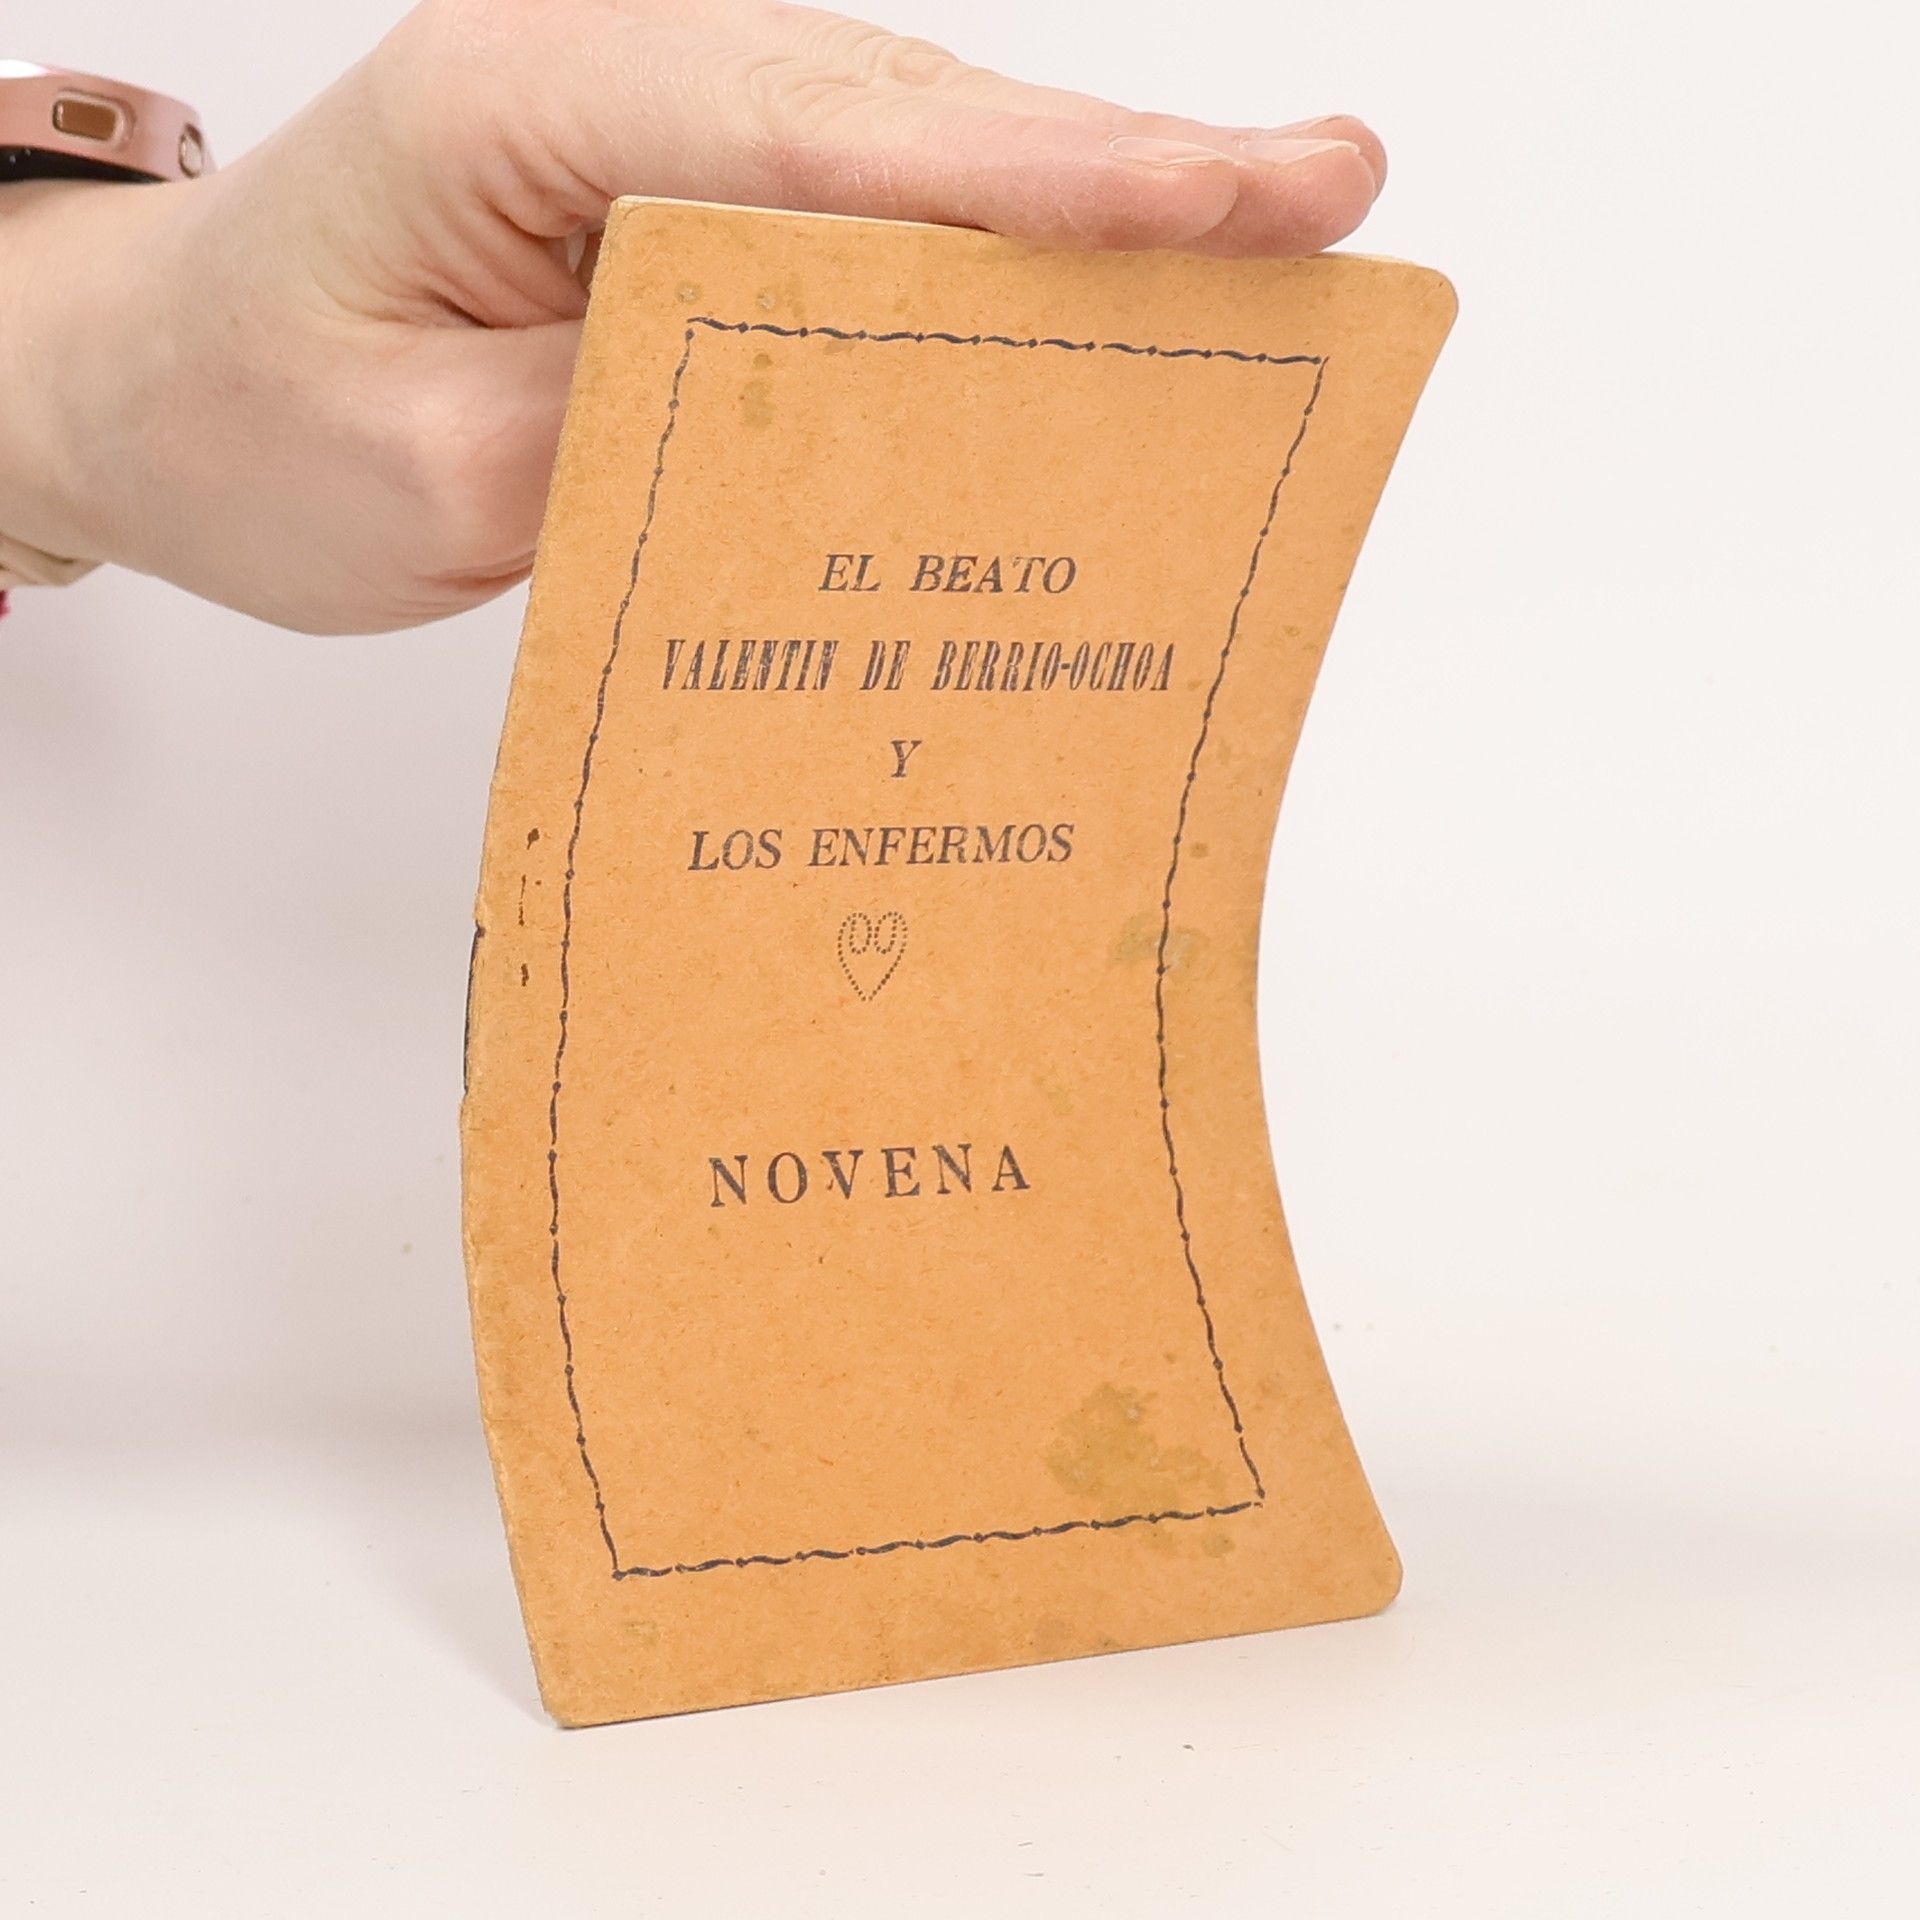 EL BEATO
VALENTIN DE BERRIO-OCHOA
Y
LOS ENFERMOS
NOVENA